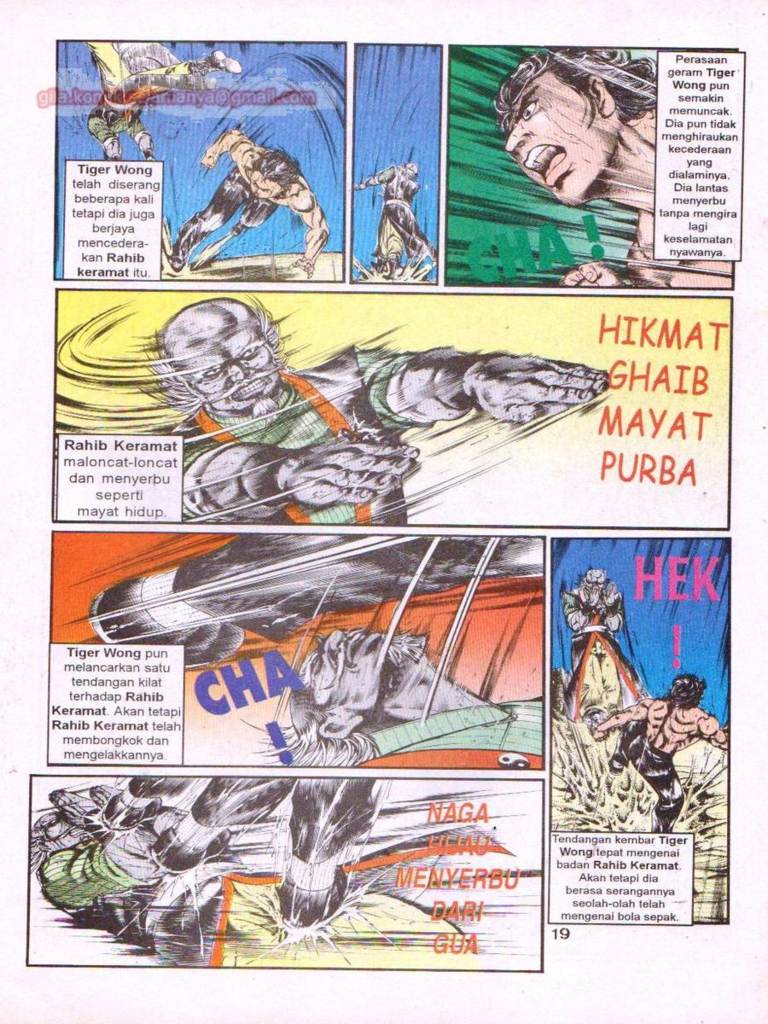 Tiger Wong
telah diserang
beberapa kali
tetapi dia juga
berjaya
mencedera-
kan Rahib
keramat itu.
Perasaan
geram Tiger
Wong pun
semakin
memuncak.
Dia pun tidak
menghiraukan
kecederaan
yang
dialaminya.
Dia lantas
menyerbu
tanpa mengira
lagi
keselamatan
nyawanya.
CHA !
Rahib Keramat
maloncat-loncat
dan menyerbu
seperti
mayat hidup.
HIKMAT
GHAIB
MAYAT
PURBA
Tiger Wong pun
melancarkan satu
tendangan kilat
terhadap Rahib
Keramat. Akan tetapi
Rahib Keramat telah
membongkok dan
mengelakkannya.
CHA
!
HEK
!
NAGA
MENYERBU
DARI
GUA
Tendangan kembar Tiger
Wong tepat mengenai
badan Rahib Keramat.
Akan tetapi dia
berasa serangannya
seolah-olah telah
mengenai bola sepak.
19